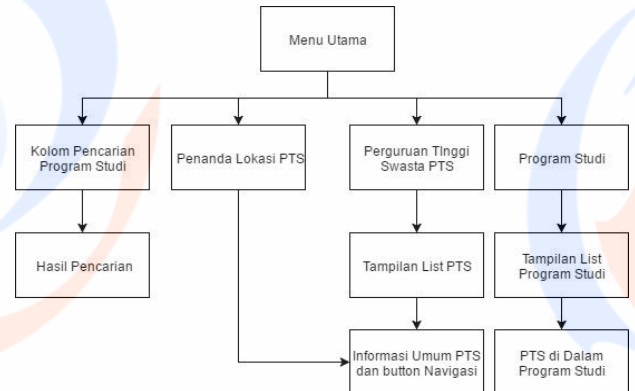 Menu Utama
Kolom Pencarian
Program Studi
Penanda Lokasi PTS
Perguruan TInggi
Swasta PTS
Program Studi
Hasil Pencarian
Tampilan List PTS
Tampilan List
Program Studi
Informasi Umum PTS
dan button Navigasi
PTS di Dalam
Program Studi